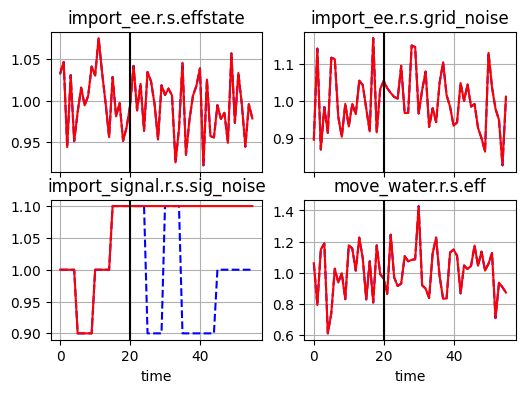 import_ee.r.s.effstate
import_ee.r.s.grid_noise
1.05
1.00
0.95
1.1
1.0
0.9
import_signal.r.s.sig_noise
move_water.r.s.eff
1.10
1.05
1.00
0.95
0.90
1.4
1.2
1.0
0.8
0.6
0 20 40
0 20 40
time
time